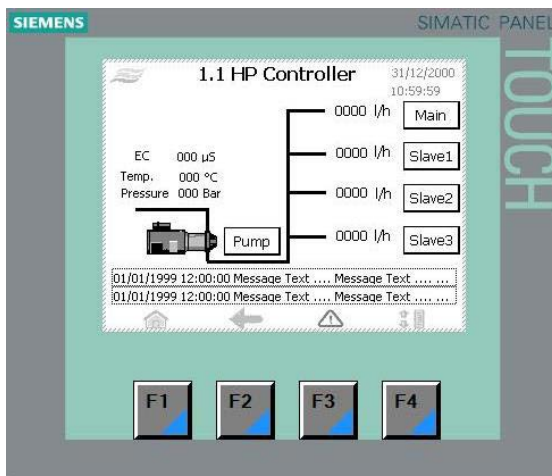 SIEMENS
SIMATIC PANEL
TOUCH
1.1 HP Controller
31/12/2000
10:59:59
0000 l/h Main
EC 000 µS
0000 l/h Slave1
Temp. 000 °C
Pressure 000 Bar
0000 l/h Slave2
Pump
0000 l/h Slave3
01/01/1999 12:00:00 Message Text .... Message Text .... ...
01/01/1999 12:00:00 Message Text .... Message Text .... ...
F1 F2 F3 F4